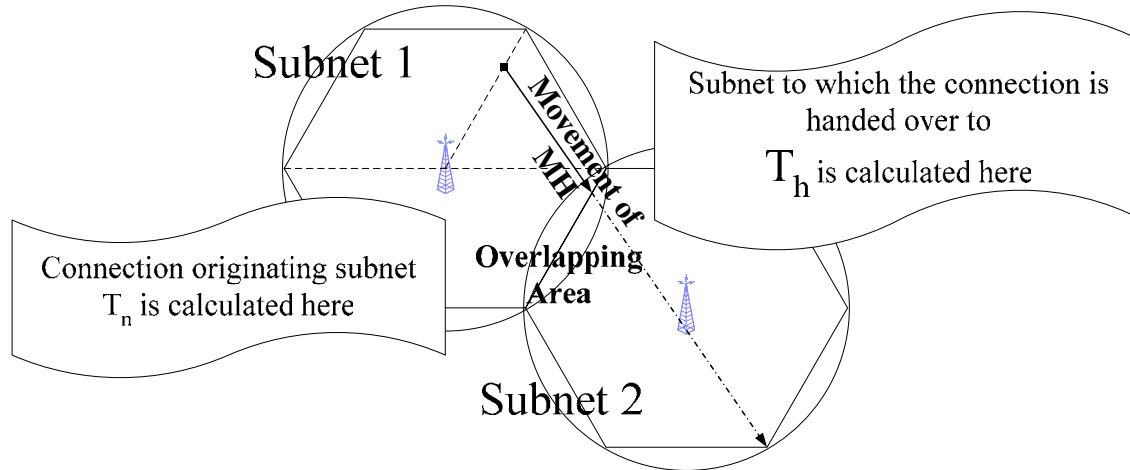 Subnet 1
Subnet to which the connection is
handed over to
Th is calculated here
Movement of
MH
Connection originating subnet
Tn is calculated here
Overlapping
Area
Subnet 2